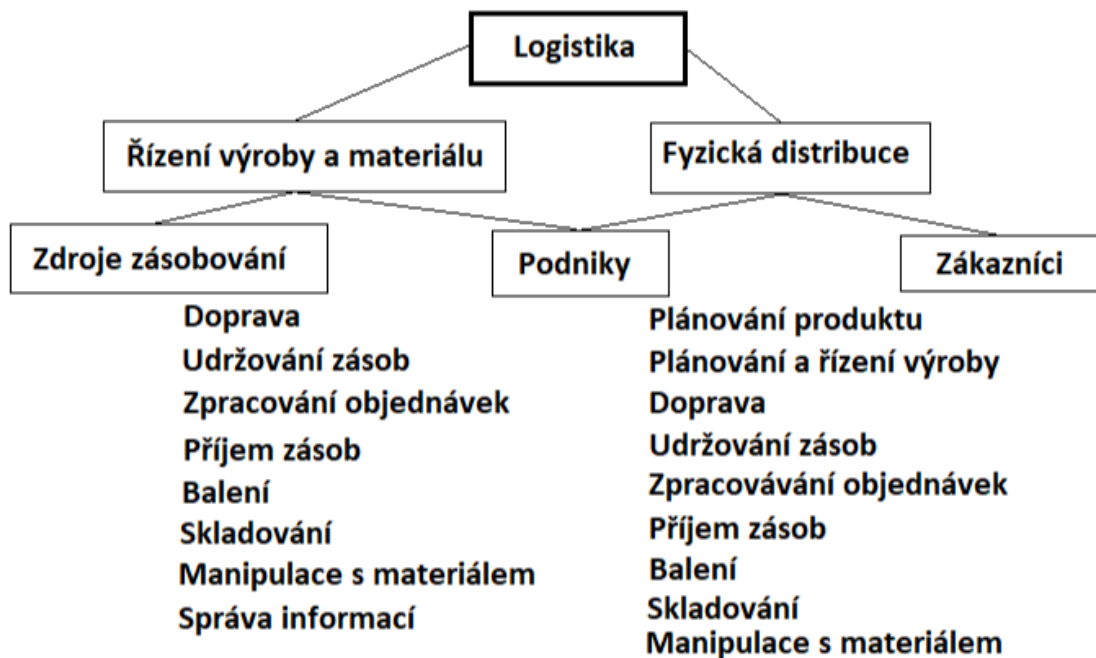 Logistika
Řízení výroby a materiálu
Fyzická distribuce
Zdroje zásobování
Podniky
Zákazníci
Doprava
Udržování zásob
Zpracování objednávek
Příjem zásob
Balení
Skladování
Manipulace s materiálem
Správa informací
Plánování produktu
Plánování a řízení výroby
Doprava
Udržování zásob
Zpracovávání objednávek
Příjem zásob
Balení
Skladování
Manipulace s materiálem